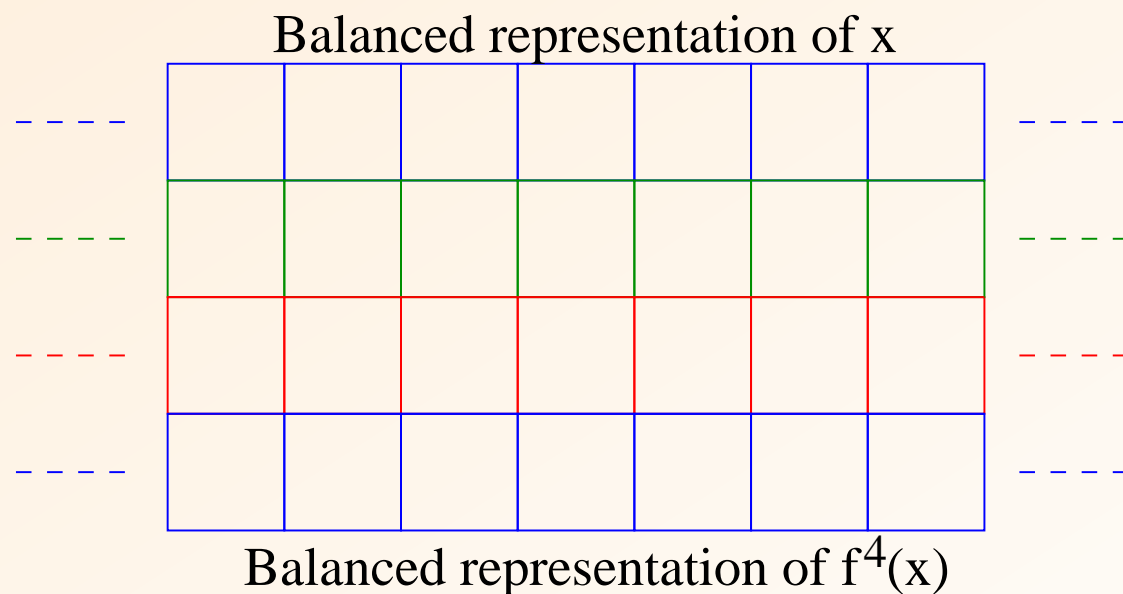 Balanced representation of x
Balanced representation of f⁴(x)